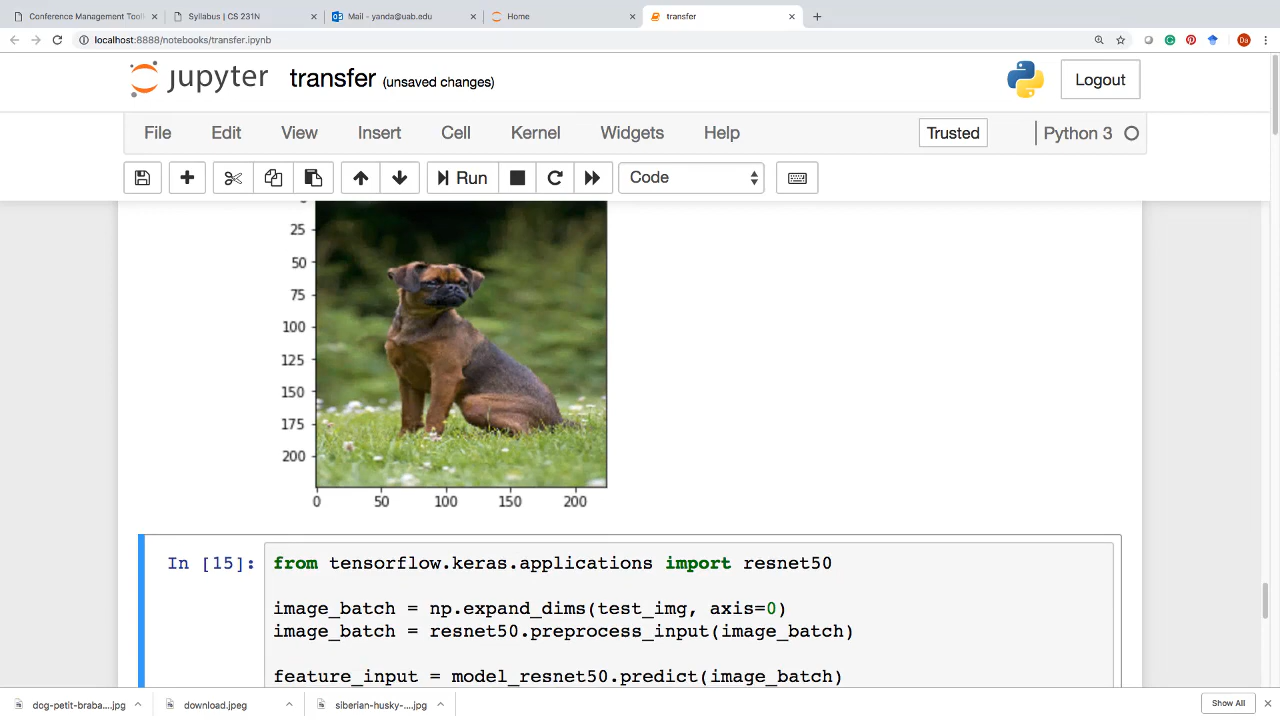 Conference Management Tool
Syllabus | CS 231N
Mail - yanda@uab.edu
Home
transfer
localhost:8888/notebooks/transfer.ipynb
Da
jupyter transfer (unsaved changes)
Logout
File Edit View Insert Cell Kernel Widgets Help
Trusted
Python 3
Run
Code
25
50
75
100
125
150
175
200
0 50 100 150 200
In [15]:
from tensorflow.keras.applications import resnet50
image_batch = np.expand_dims(test_img, axis=0)
image_batch = resnet50.preprocess_input(image_batch)
feature_input = model_resnet50.predict(image_batch)
dog-petit-braba....jpg
download.jpeg
siberian-husky-....jpg
Show All